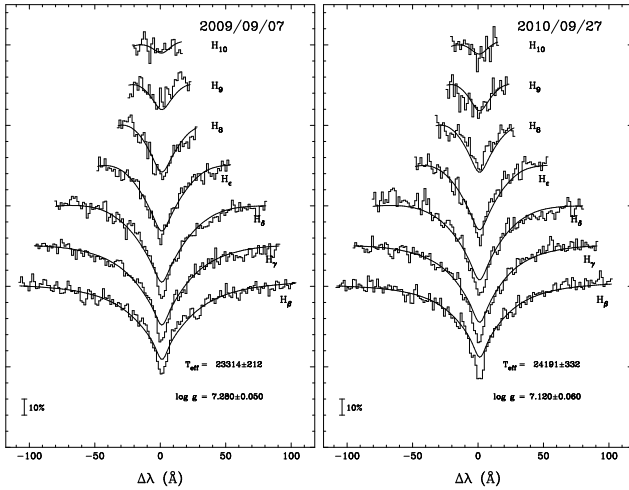 2009/09/07
H10
H9
H8
Hε
Hδ
Hγ
Hβ
Teff = 23314±212
log g = 7.280±0.050
10%
−100 −50 0 50 100
Δλ (Å)
2010/09/27
H10
H9
H8
Hε
Hδ
Hγ
Hβ
Teff = 24191±332
log g = 7.120±0.060
10%
−100 −50 0 50 100
Δλ (Å)